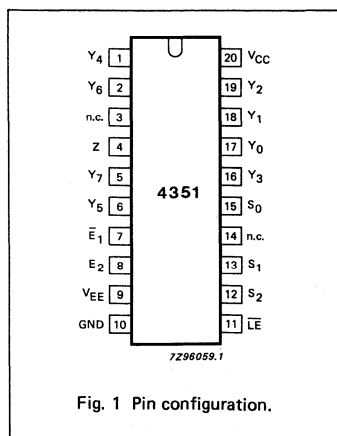 Y4 1 20 VCC
Y6 2 19 Y2
n.c. 3 18 Y1
Z 4 17 Y0
Y7 5 16 Y3
4351
Y5 6 15 S0
E̅1 7 14 n.c.
E2 8 13 S1
VEE 9 12 S2
GND 10 11 L̅E̅
7Z96059.1
Fig. 1 Pin configuration.